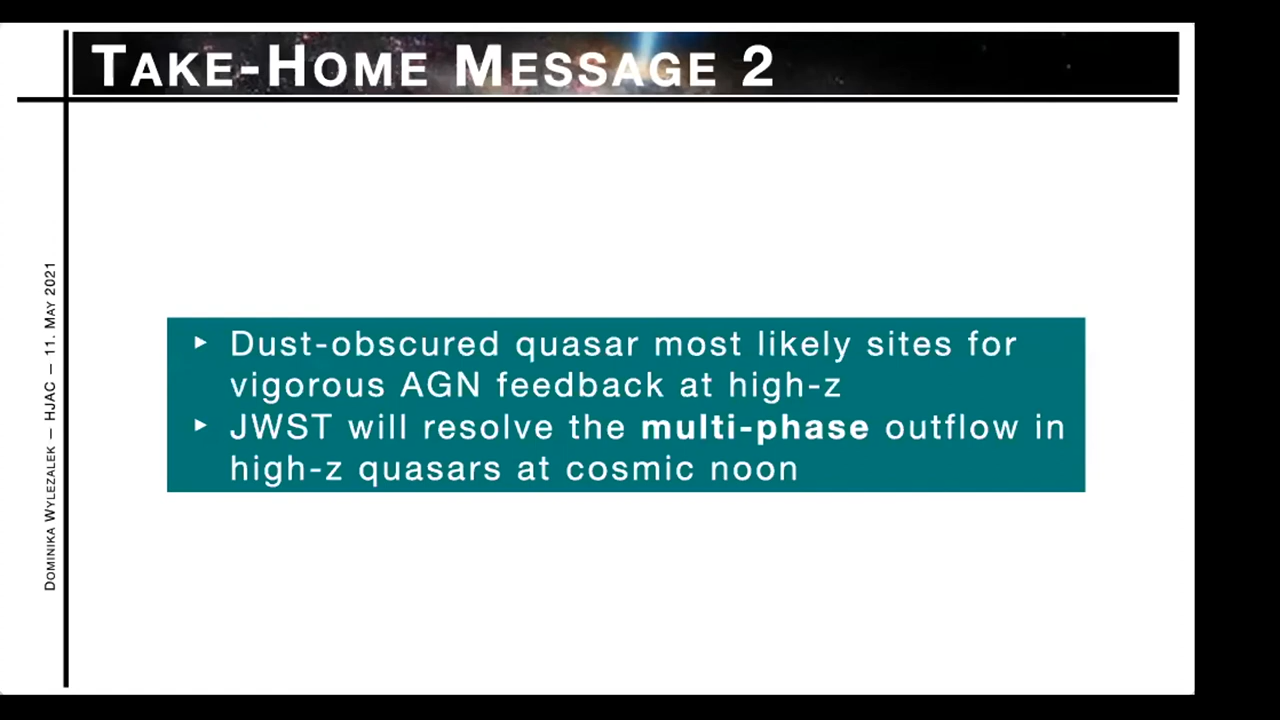 TAKE-HOME MESSAGE 2
▸ Dust-obscured quasar most likely sites for
vigorous AGN feedback at high-z
▸ JWST will resolve the multi-phase outflow in
high-z quasars at cosmic noon
DOMINIKA WYLEZALEK — HJAC — 11. MAY 2021